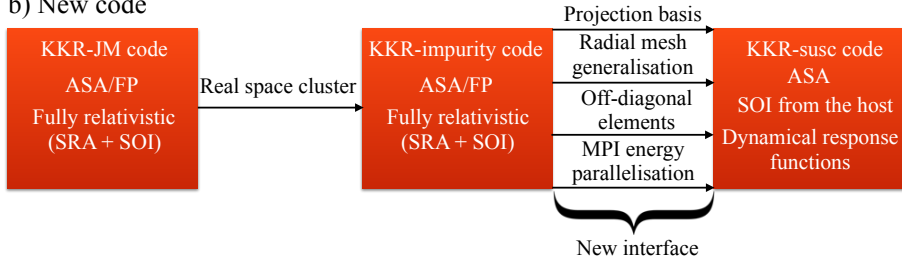 b) New code
KKR-JM code
ASA/FP
Fully relativistic
(SRA + SOI)
Real space cluster
KKR-impurity code
ASA/FP
Fully relativistic
(SRA + SOI)
Projection basis
Radial mesh
generalisation
Off-diagonal
elements
MPI energy
parallelisation
New interface
KKR-susc code
ASA
SOI from the host
Dynamical response
functions